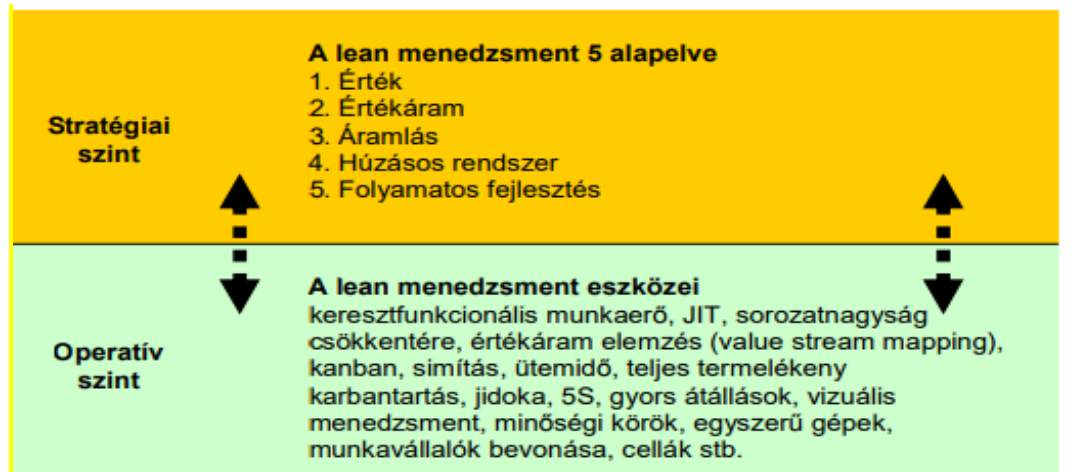 Stratégiai
szint
A lean menedzsment 5 alapelve
1. Érték
2. Értékáram
3. Áramlás
4. Húzásos rendszer
5. Folyamatos fejlesztés
Operatív
szint
A lean menedzsment eszközei
keresztfunkcionális munkaerő, JIT, sorozatnagyság
csökkentére, értékáram elemzés (value stream mapping),
kanban, simítás, ütemidő, teljes termelékeny
karbantartás, jidoka, 5S, gyors átállások, vizuális
menedzsment, minőségi körök, egyszerű gépek,
munkavállalók bevonása, cellák stb.